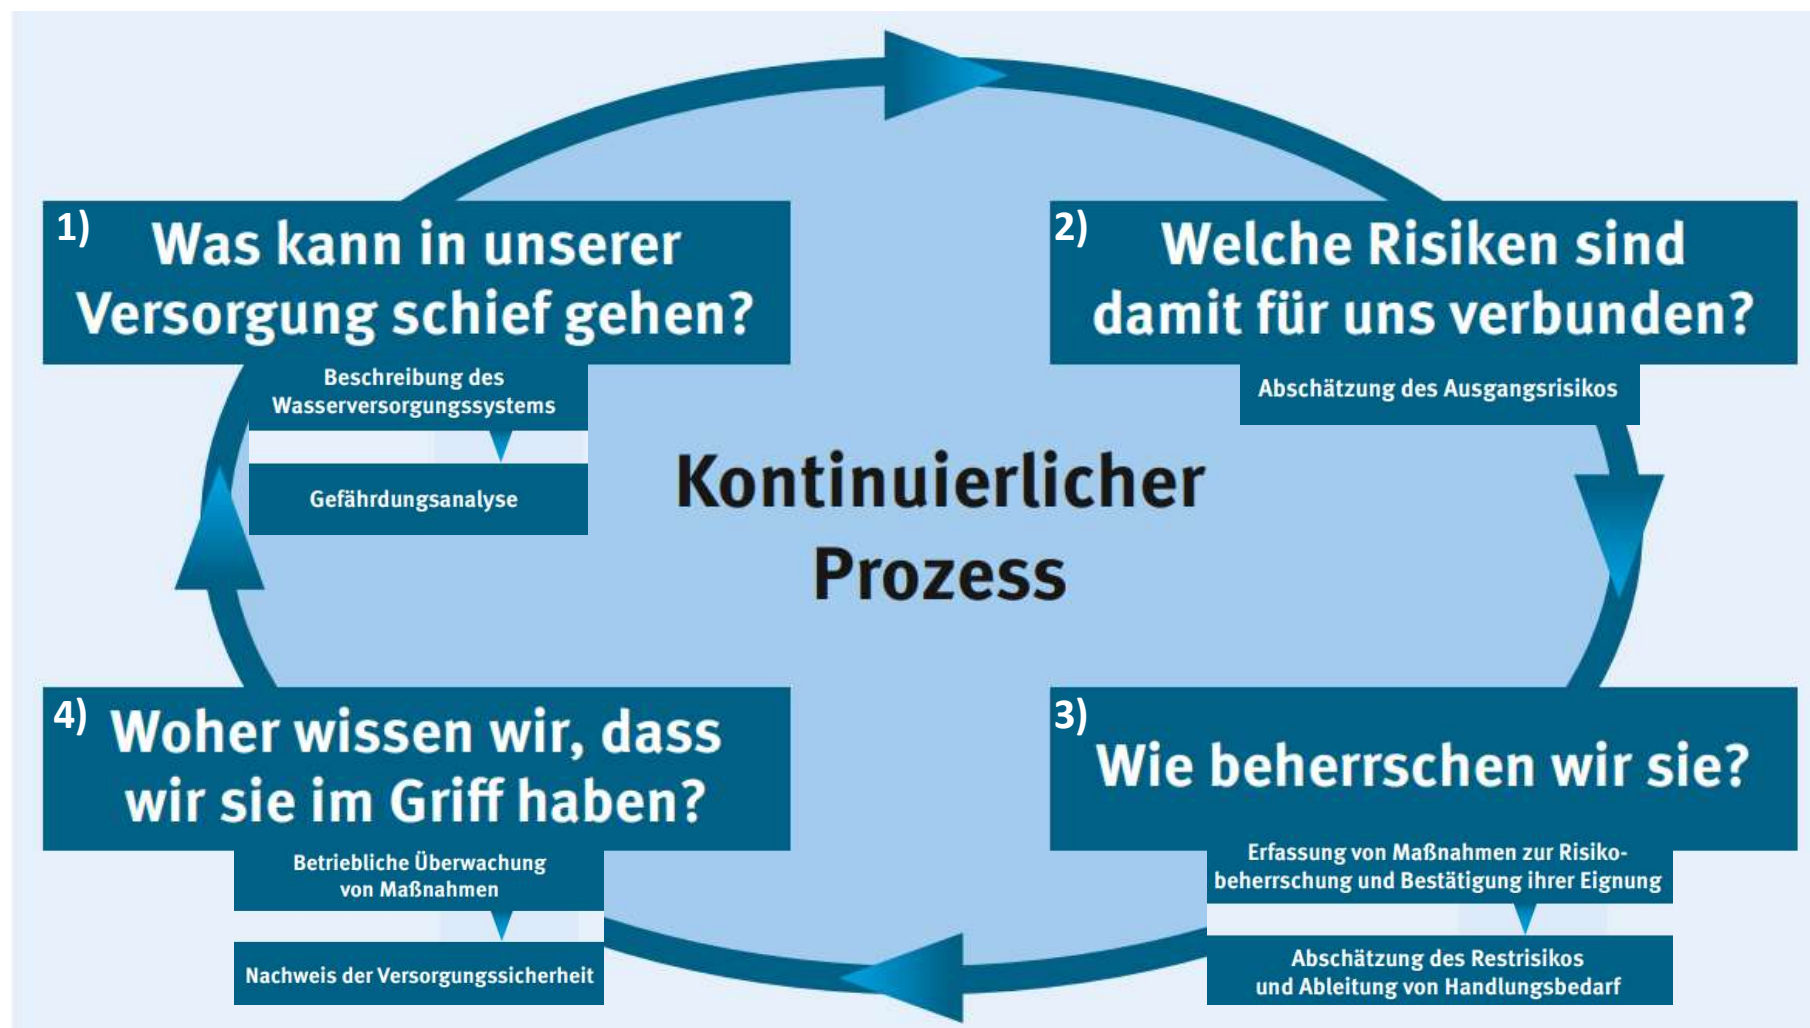 1) Was kann in unserer
Versorgung schief gehen?
Beschreibung des
Wasserversorgungssystems
Gefährdungsanalyse
2) Welche Risiken sind
damit für uns verbunden?
Abschätzung des Ausgangsrisikos
Kontinuierlicher
Prozess
3) Wie beherrschen wir sie?
Erfassung von Maßnahmen zur Risiko-
beherrschung und Bestätigung ihrer Eignung
Abschätzung des Restrisikos
und Ableitung von Handlungsbedarf
4) Woher wissen wir, dass
wir sie im Griff haben?
Betriebliche Überwachung
von Maßnahmen
Nachweis der Versorgungssicherheit